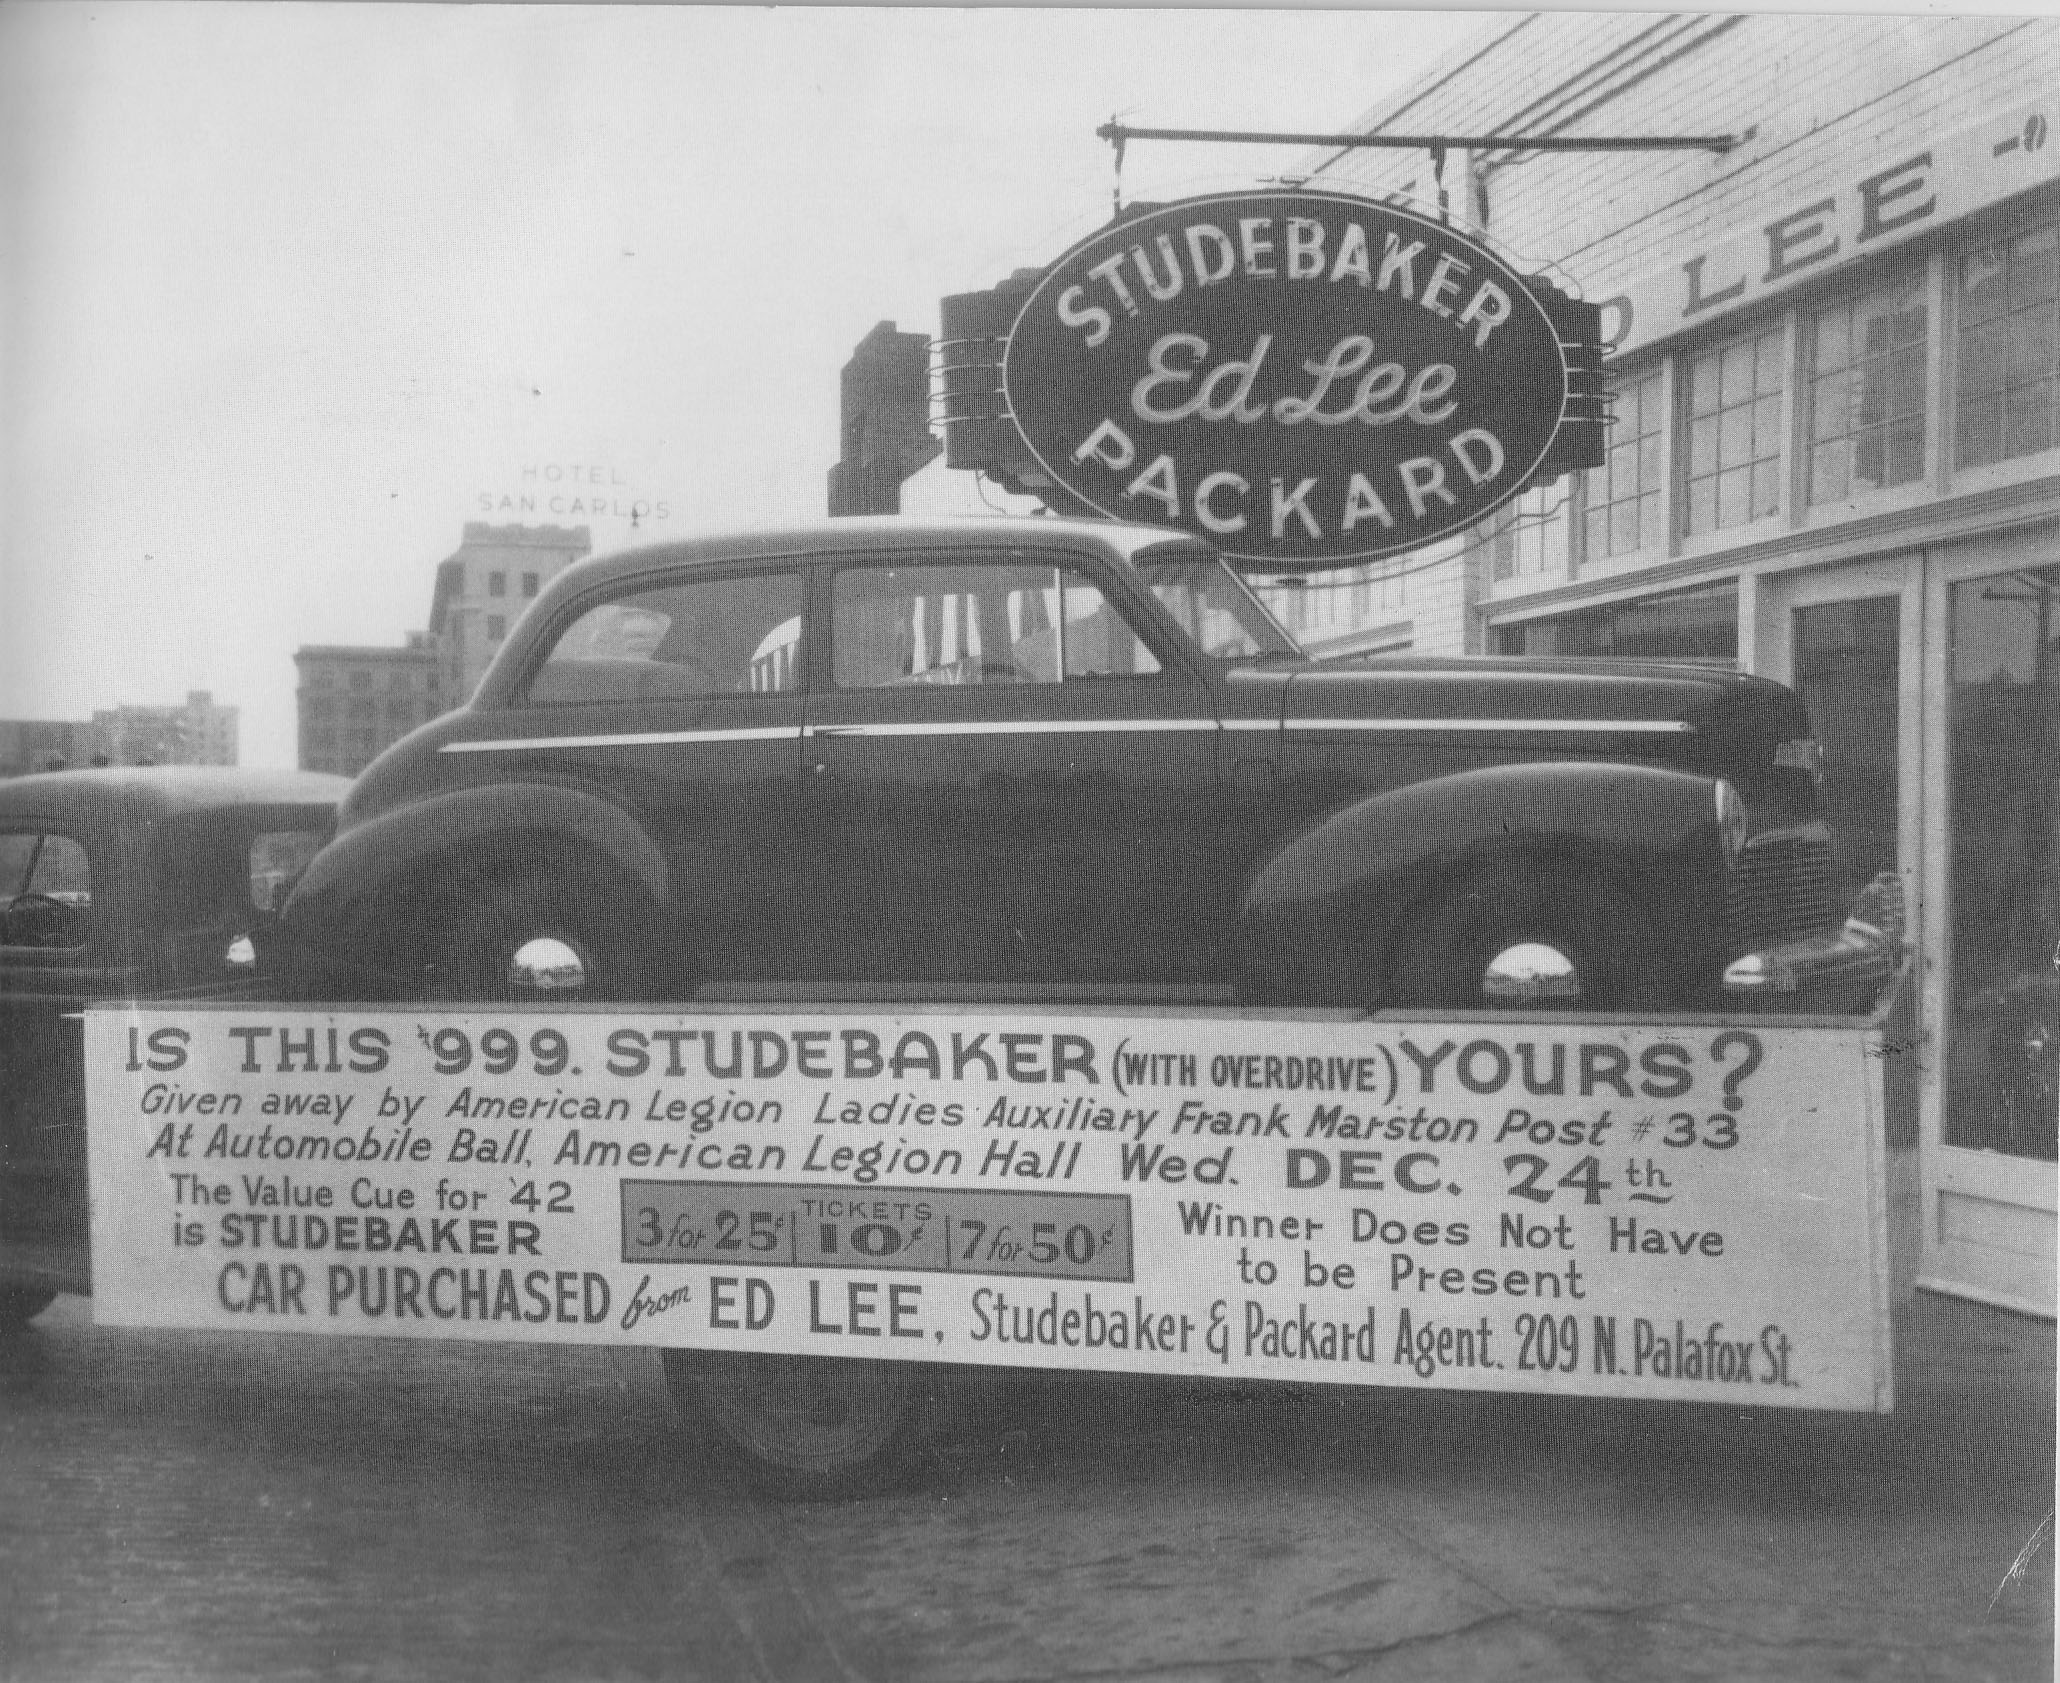 STUDEBAKER
Ed Lee
PACKARD
LEE -
HOTEL
SAN CARLOS
IS THIS $999. STUDEBAKER (WITH OVERDRIVE) YOURS?
Given away by American Legion Ladies Auxiliary Frank Marston Post #33
At Automobile Ball, American Legion Hall Wed. DEC. 24th
The Value Cue for '42
is STUDEBAKER
TICKETS
3 for 25¢ 10¢ 7 for 50¢
Winner Does Not Have
to be Present
CAR PURCHASED from ED LEE, Studebaker & Packard Agent. 209 N. Palafox St.